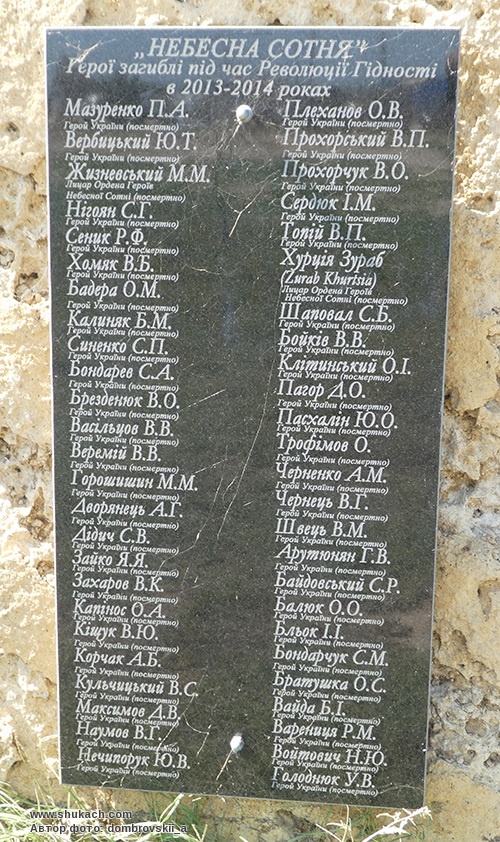 „НЕБЕСНА СОТНЯ"
Герої загиблі під час Революції Гідності
в 2013-2014 роках
Мазуренко П.А.
Герой України (посмертно)
Вербицький Ю.Т.
Герой України (посмертно)
Жизневський М.М.
Лицар Ордена Героїв
Небесної Сотні (посмертно)
Нігоян С.Г.
Герой України (посмертно)
Сеник Р.Ф.
Герой України (посмертно)
Хомяк В.Б.
Герой України (посмертно)
Бадера О.М.
Герой України (посмертно)
Калиняк Б.М.
Герой України (посмертно)
Синенко С.П.
Герой України (посмертно)
Бондарев С.А.
Герой України (посмертно)
Брезденюк В.О.
Герой України (посмертно)
Васільцов В.В.
Герой України (посмертно)
Веремій В.В.
Герой України (посмертно)
Горошишин М.М.
Герой України (посмертно)
Дворянець А.Г.
Герой України (посмертно)
Дідич С.В.
Герой України (посмертно)
Зайко Я.Я.
Герой України (посмертно)
Захаров В.К.
Герой України (посмертно)
Капінос О.А.
Герой України (посмертно)
Кіщук В.Ю.
Герой України (посмертно)
Корчак А.Б.
Герой України (посмертно)
Кульчицький В.С.
Герой України (посмертно)
Максимов Д.В.
Герой України (посмертно)
Наумов В.Г.
Герой України (посмертно)
Нечипорук Ю.В.
Герой України (посмертно)
Плеханов О.В.
Герой України (посмертно)
Прохорський В.П.
Герой України (посмертно)
Прохорчук В.О.
Герой України (посмертно)
Сердюк І.М.
Герой України (посмертно)
Топій В.П.
Герой України (посмертно)
Хурція Зураб
(Zurab Khurtsia)
Лицар Ордена Героїв
Небесної Сотні (посмертно)
Шаповал С.Б.
Герой України (посмертно)
Бойків В.В.
Герой України (посмертно)
Клітинський О.І.
Герой України (посмертно)
Пагор Д.О.
Герой України (посмертно)
Пасхалін Ю.О.
Герой України (посмертно)
Трофімов О.
Герой України (посмертно)
Черненко А.М.
Герой України (посмертно)
Чернець В.Г.
Герой України (посмертно)
Швець В.М.
Герой України (посмертно)
Арутюнян Г.В.
Герой України (посмертно)
Байдовський С.Р.
Герой України (посмертно)
Балюк О.О.
Герой України (посмертно)
Бльок І.І.
Герой України (посмертно)
Бондарчук С.М.
Герой України (посмертно)
Братушка О.С.
Герой України (посмертно)
Вайда Б.І.
Герой України (посмертно)
Варениця Р.М.
Герой України (посмертно)
Войтович Н.Ю.
Герой України (посмертно)
Голоднюк У.В.
Герой України (посмертно)
www.shukach.com
Автор фото: dombrovskii_a